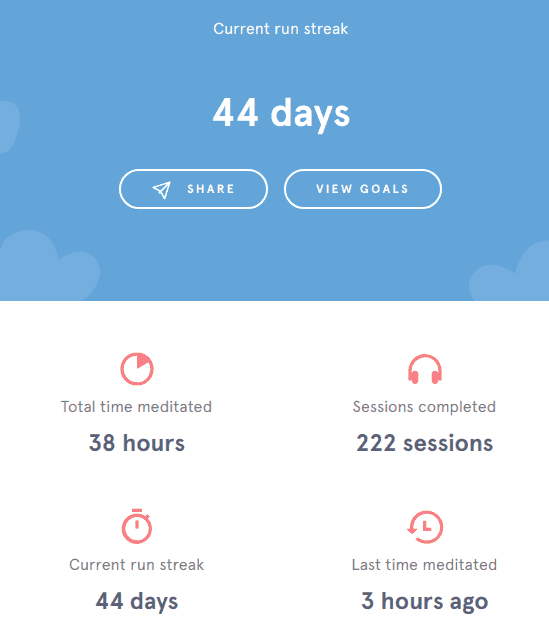 Current run streak
44 days
SHARE
VIEW GOALS
Total time meditated
38 hours
Sessions completed
222 sessions
Current run streak
44 days
Last time meditated
3 hours ago